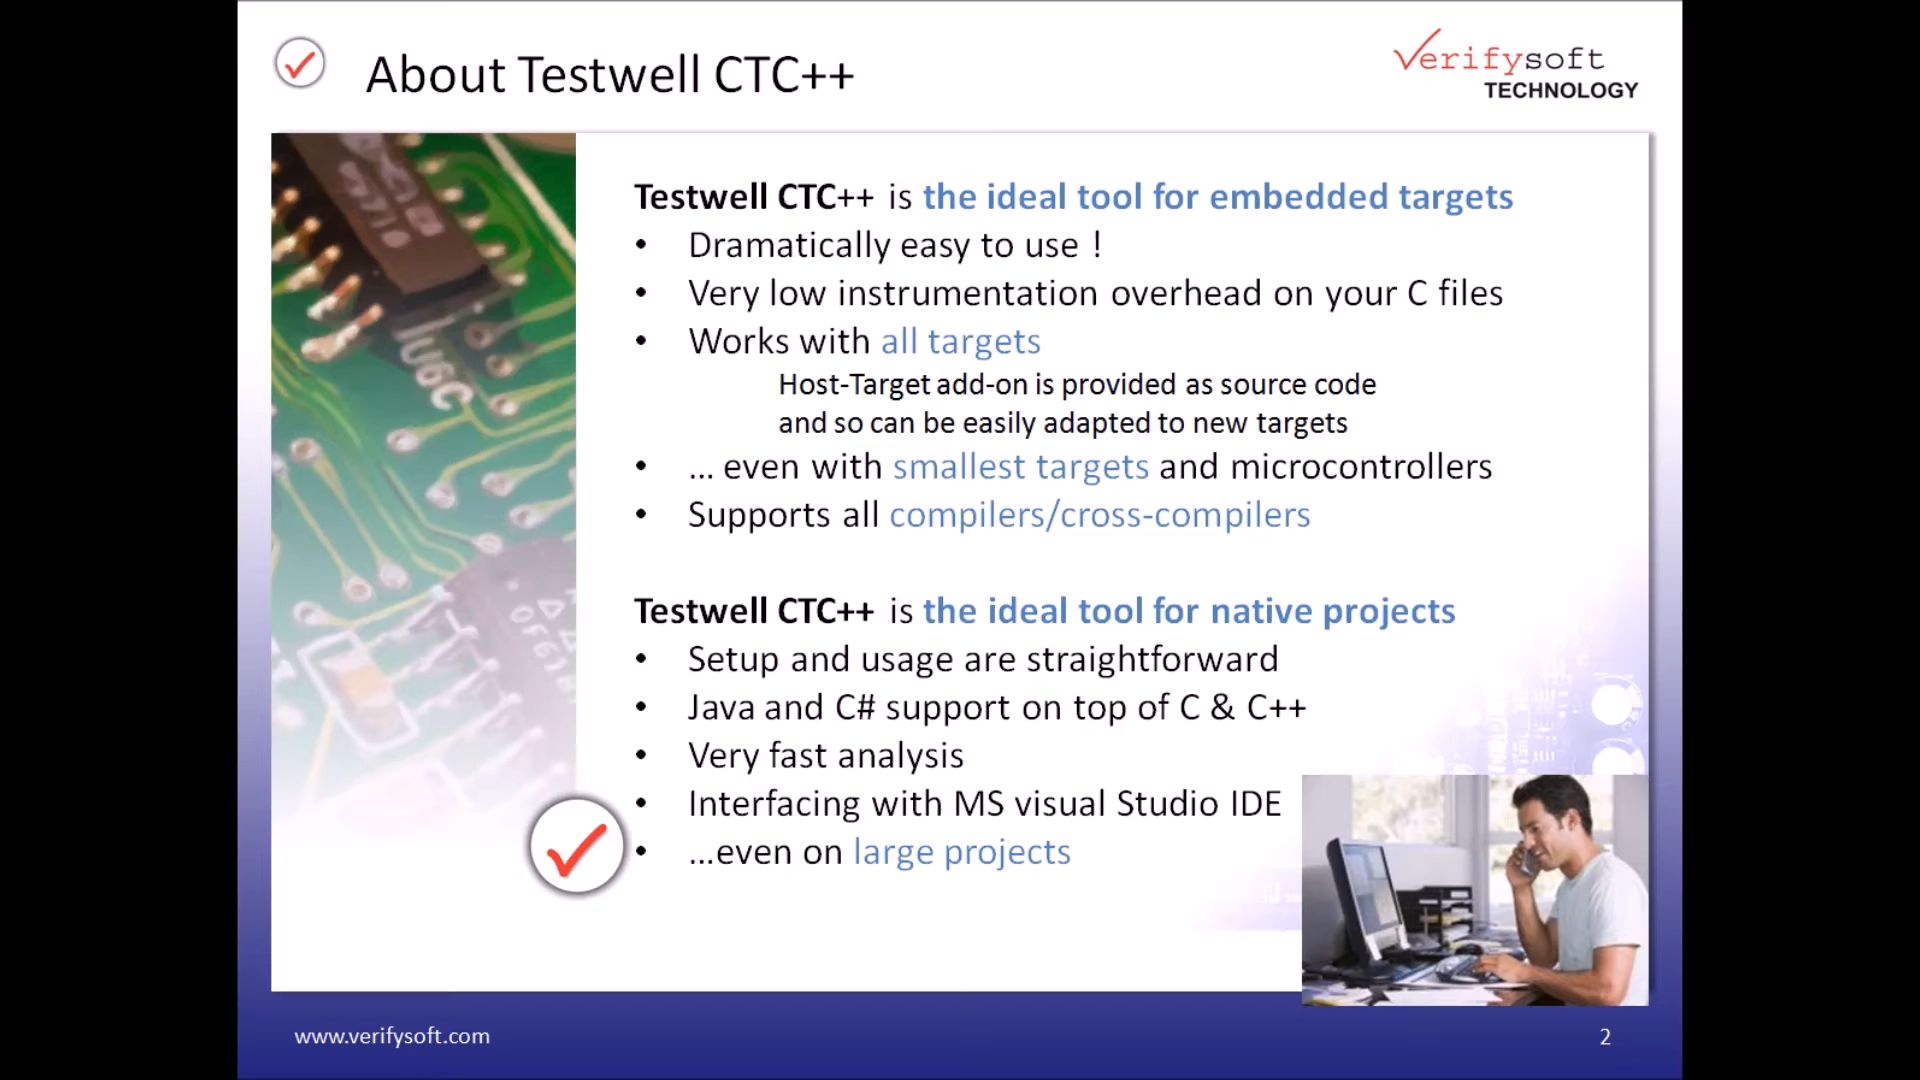 About Testwell CTC++
Verifysoft
TECHNOLOGY
Testwell CTC++ is the ideal tool for embedded targets
• Dramatically easy to use !
• Very low instrumentation overhead on your C files
• Works with all targets
Host-Target add-on is provided as source code
and so can be easily adapted to new targets
• ... even with smallest targets and microcontrollers
• Supports all compilers/cross-compilers
Testwell CTC++ is the ideal tool for native projects
• Setup and usage are straightforward
• Java and C# support on top of C & C++
• Very fast analysis
• Interfacing with MS visual Studio IDE
• ...even on large projects
www.verifysoft.com
2